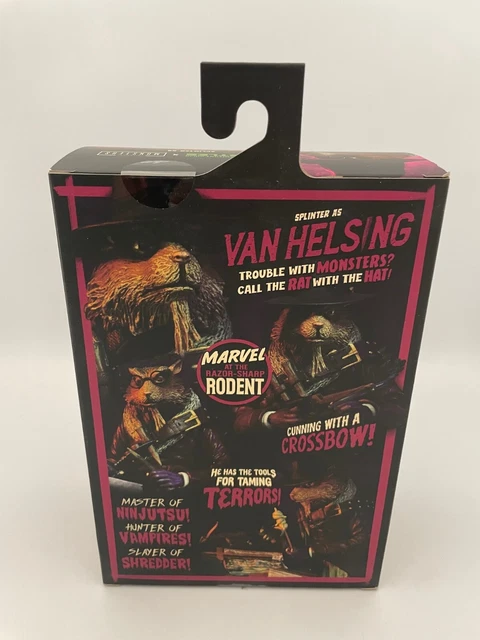 SPLINTER AS
VAN HELSING
TROUBLE WITH MONSTERS?
CALL THE RAT WITH THE HAT!
MARVEL
AT THE
RAZOR-SHARP
RODENT
CUNNING WITH A
CROSSBOW!
HE HAS THE TOOLS
FOR TAMING
TERRORS!
MASTER OF
NINJUTSU!
HUNTER OF
VAMPIRES!
SLAYER OF
SHREDDER!